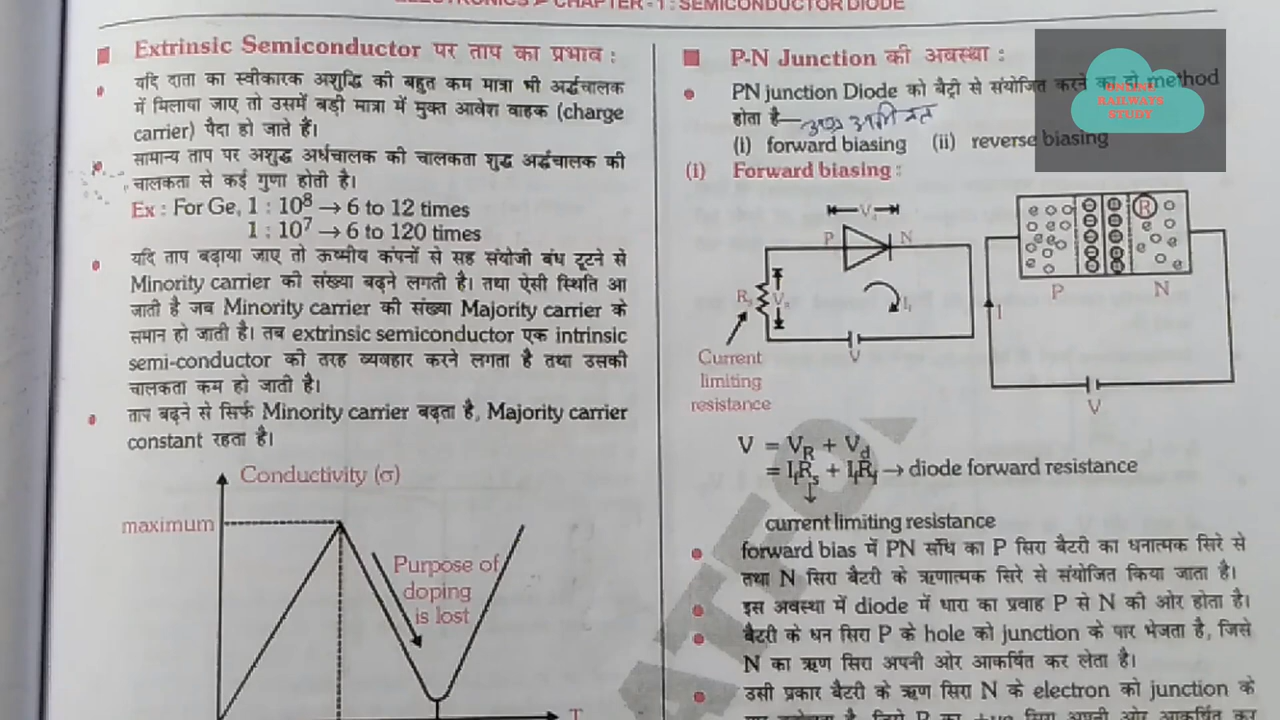 ELECTRONICS ➢ CHAPTER - 1 : SEMICONDUCTOR DIODE
Extrinsic Semiconductor पर ताप का प्रभाव :
यदि दाता का स्वीकारक अशुद्धि की बहुत कम मात्रा भी अर्द्धचालक
में मिलाया जाए तो उसमें बड़ी मात्रा में मुक्त आवेश वाहक (charge
carrier) पैदा हो जाते हैं।
सामान्य ताप पर अशुद्ध अर्धचालक की चालकता शुद्ध अर्द्धचालक की
चालकता से कई गुणा होती है।
Ex : For Ge, 1 : 10⁸ → 6 to 12 times
1 : 10⁷ → 6 to 120 times
यदि ताप बढ़ाया जाए तो ऊष्मीय कंपनों से सह संयोजी बंध टूटने से
Minority carrier की संख्या बढ़ने लगती है। तथा ऐसी स्थिति आ
जाती है जब Minority carrier की संख्या Majority carrier के
समान हो जाती है। तब extrinsic semiconductor एक intrinsic
semi-conductor की तरह व्यवहार करने लगता है तथा उसकी
चालकता कम हो जाती है।
ताप बढ़ने से सिर्फ Minority carrier बढ़ता है, Majority carrier
constant रहता है।
Conductivity (σ)
maximum
Purpose of
doping
is lost
T
P-N Junction की अवस्था :
PN junction Diode को बैट्री से संयोजित करने का दो method
होता है—
(i) forward biasing (ii) reverse biasing
HINDINE
RAILWAYS
STUDY
(i) Forward biasing :
V
P N
R
V
I
V
Current
limiting
resistance
R
P N
I
V
V = V_R + V_d
= I_fR_s + I_fR_f → diode forward resistance
↓
current limiting resistance
forward bias में PN संधि का P सिरा बैटरी का धनात्मक सिरे से
तथा N सिरा बैटरी के ऋणात्मक सिरे से संयोजित किया जाता है।
इस अवस्था में diode में धारा का प्रवाह P से N की ओर होता है।
बैटरी के धन सिरा P के hole को junction के पार भेजता है, जिसे
N का ऋण सिरा अपनी ओर आकर्षित कर लेता है।
उसी प्रकार बैटरी के ऋण सिरा N के electron को junction के